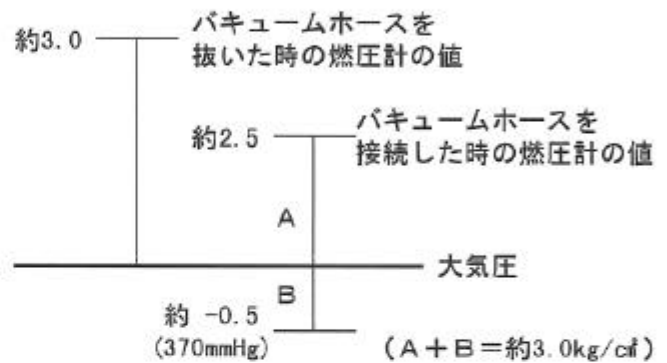 約3.0
バキュームホースを
抜いた時の燃圧計の値
約2.5
バキュームホースを
接続した時の燃圧計の値
A
大気圧
B
約 -0.5
(370mmHg)
(A+B=約3.0kg/c㎡)